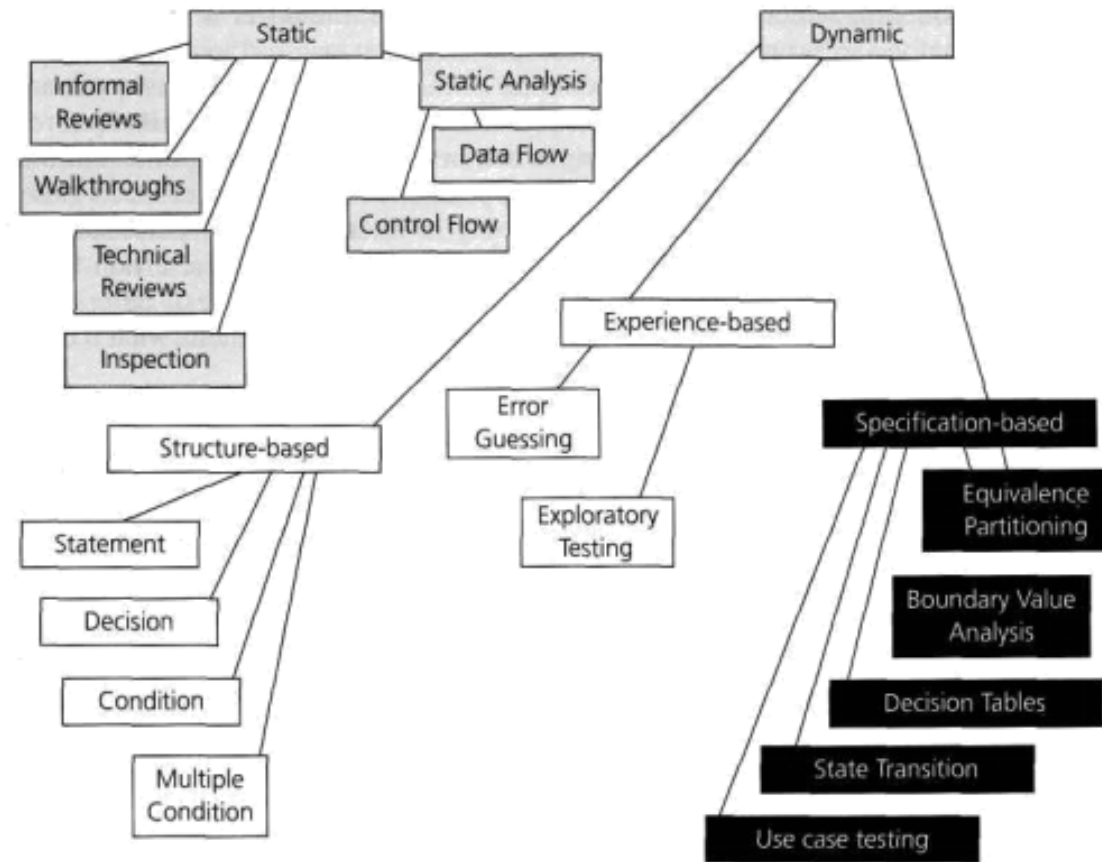 Static
Dynamic
Informal
Reviews
Static Analysis
Data Flow
Walkthroughs
Control Flow
Technical
Reviews
Inspection
Experience-based
Error
Guessing
Exploratory
Testing
Structure-based
Statement
Decision
Condition
Multiple
Condition
Specification-based
Equivalence
Partitioning
Boundary Value
Analysis
Decision Tables
State Transition
Use case testing